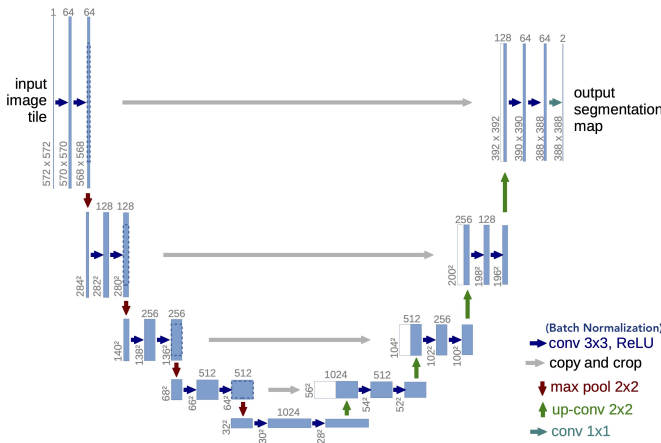 1 64 64
128 64 64 2
input
image
tile
output
segmentation
map
572 x 572
570 x 570
568 x 568
392 x 392
390 x 390
388 x 388
388 x 388
128 128
256 128
284²
282²
280²
200²
198²
196²
256 256
512 256
140²
138²
136²
104²
102²
100²
512 512
1024 512
68²
66²
64²
56²
54²
52²
1024
32²
30²
28²
(Batch Normalization)
conv 3x3, ReLU
copy and crop
max pool 2x2
up-conv 2x2
conv 1x1